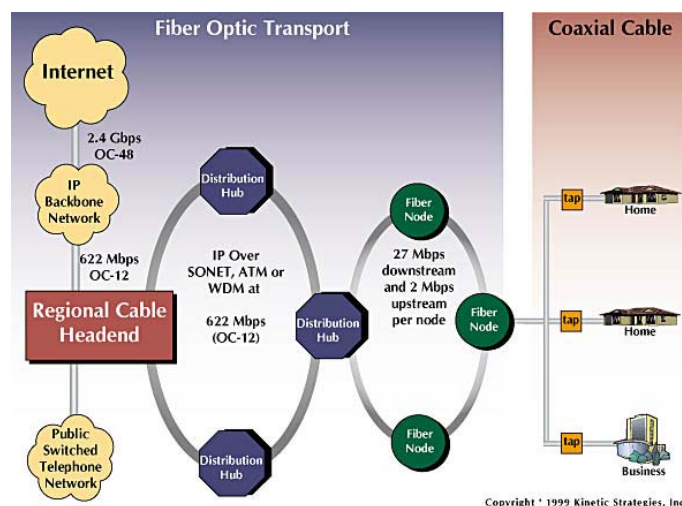 Fiber Optic Transport
Coaxial Cable
Internet
2.4 Gbps
OC-48
IP
Backbone
Network
622 Mbps
OC-12
Regional Cable
Headend
Public
Switched
Telephone
Network
Distribution
Hub
IP Over
SONET, ATM or
WDM at
622 Mbps
(OC-12)
Distribution
Hub
Distribution
Hub
Fiber
Node
27 Mbps
downstream
and 2 Mbps
upstream
per node
Fiber
Node
Fiber
Node
tap
Home
tap
Home
tap
Business
Copyright ' 1999 Kinetic Strategies, Inc